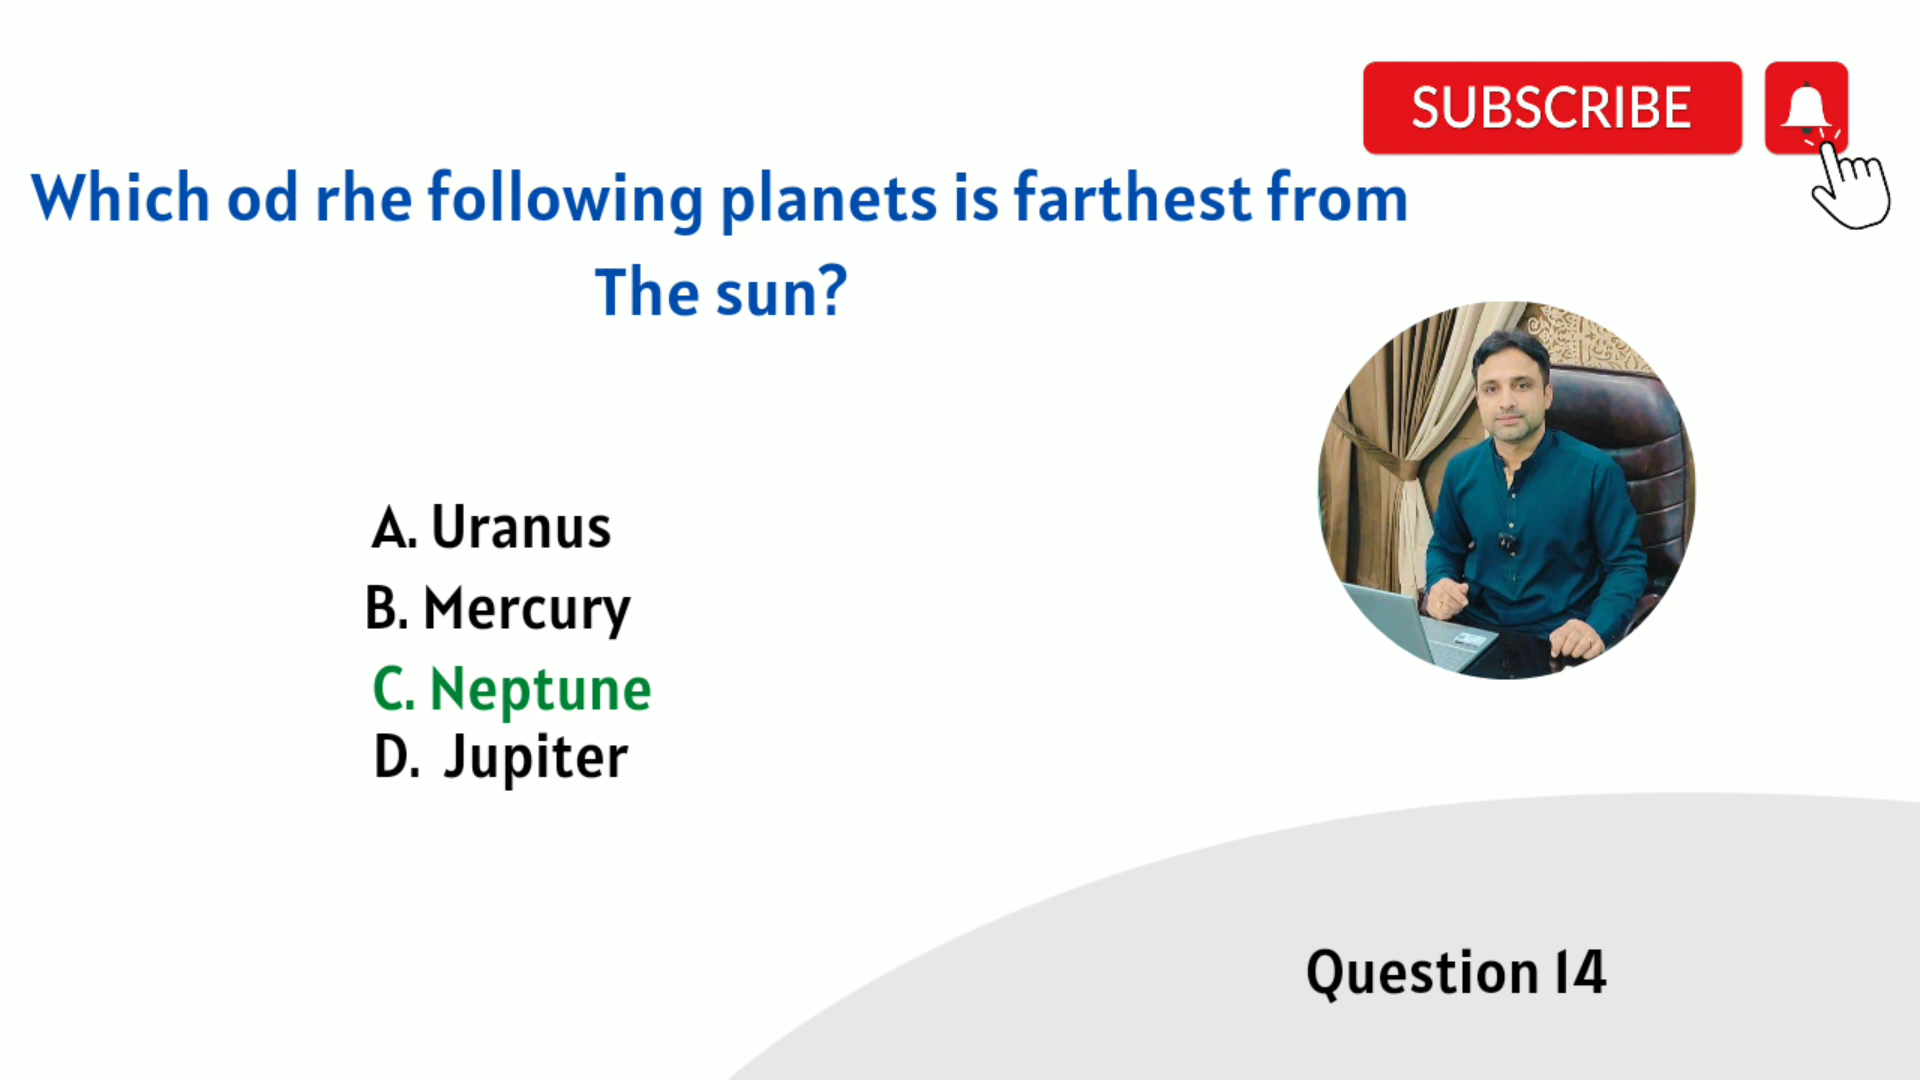 SUBSCRIBE
Which od rhe following planets is farthest from
The sun?
A. Uranus
B. Mercury
C. Neptune
D. Jupiter
Question 14